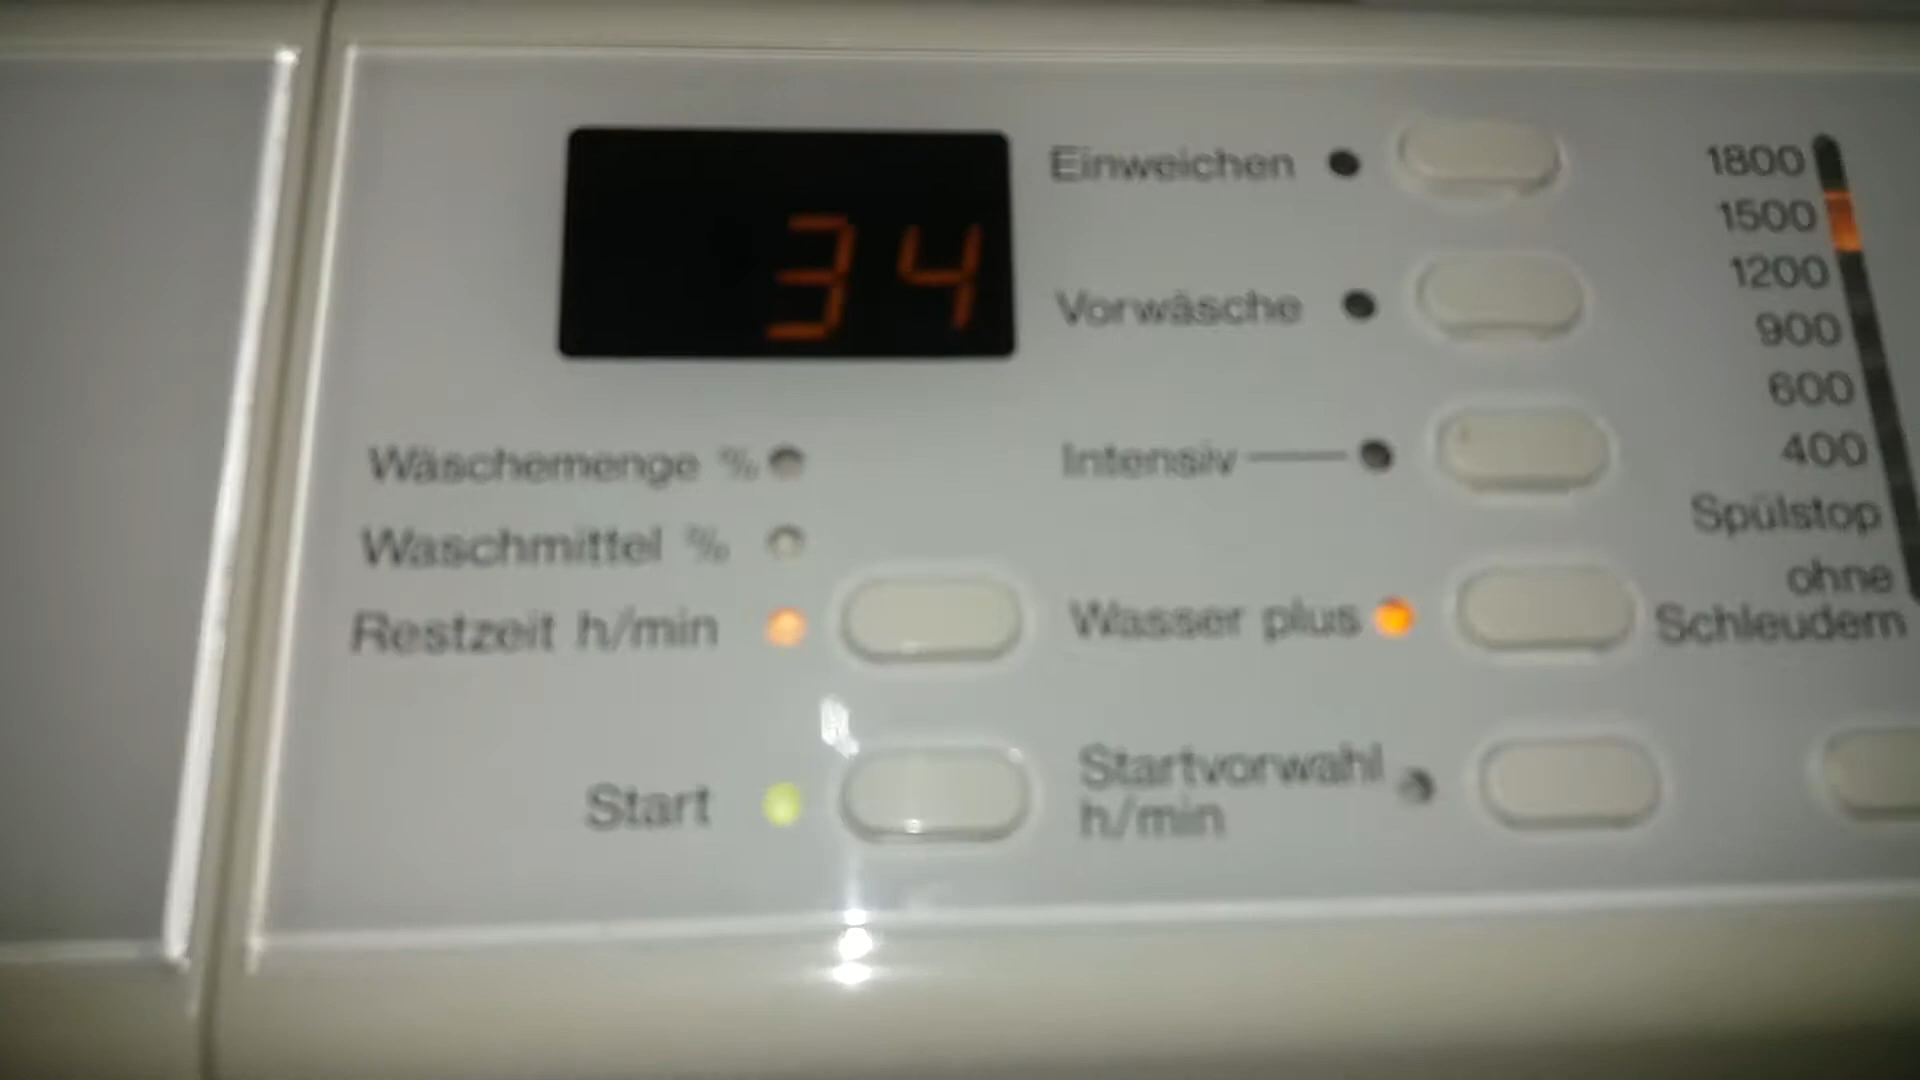 34
Einweichen
Vorwäsche
Intensiv
Wasser plus
Startvorwahl
h/min
Wäschemenge %
Waschmittel %
Restzeit h/min
Start
1800
1500
1200
900
600
400
Spülstop
ohne
Schleudern